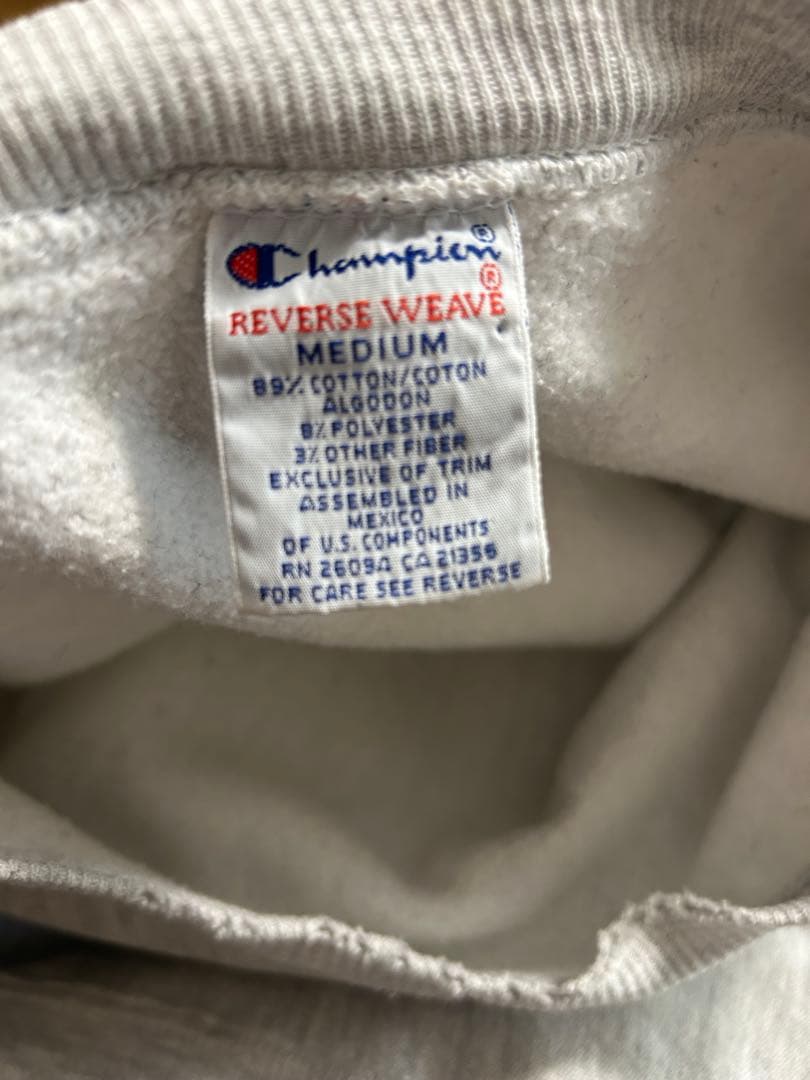 Champion®
REVERSE WEAVE®
MEDIUM
89% COTTON/COTON
ALGODON
8% POLYESTER
3% OTHER FIBER
EXCLUSIVE OF TRIM
ASSEMBLED IN
MEXICO
OF U.S. COMPONENTS
RN 26094 CA 21356
FOR CARE SEE REVERSE